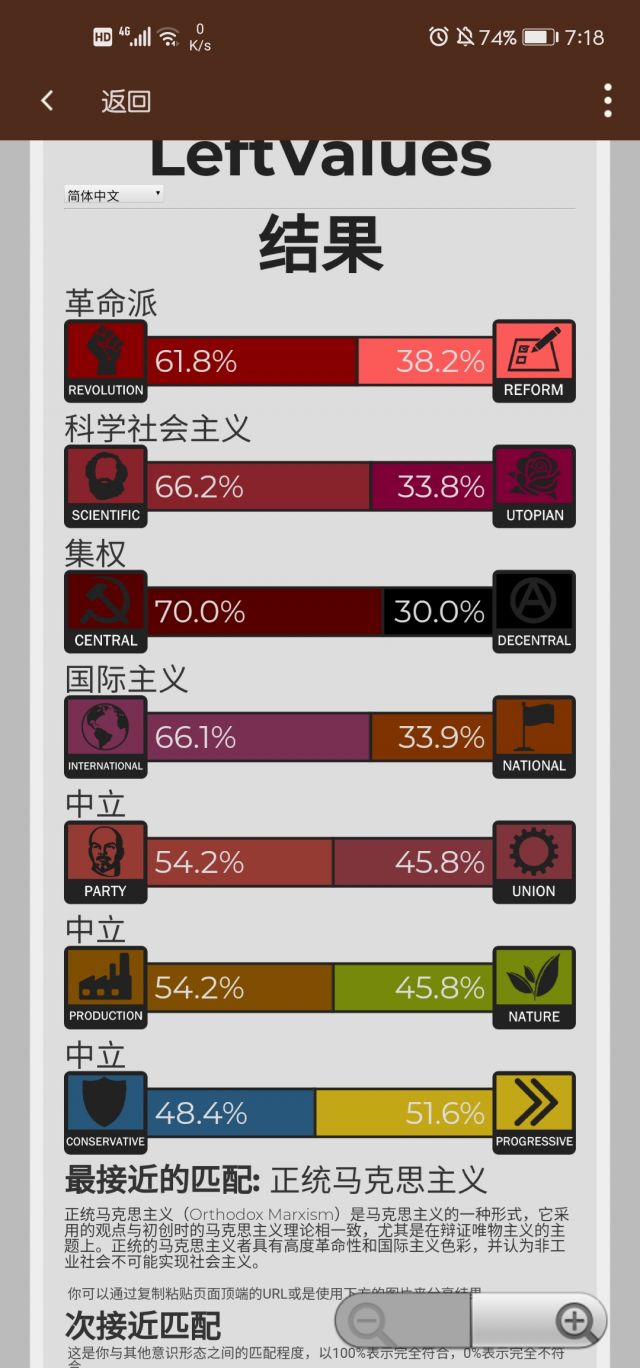 HD 4G 0 K/s 74% 7:18
返回
LeftValues
简体中文
结果
革命派
61.8% 38.2%
REVOLUTION REFORM
科学社会主义
66.2% 33.8%
SCIENTIFIC UTOPIAN
集权
70.0% 30.0%
CENTRAL DECENTRAL
国际主义
66.1% 33.9%
INTERNATIONAL NATIONAL
中立
54.2% 45.8%
PARTY UNION
中立
54.2% 45.8%
PRODUCTION NATURE
中立
48.4% 51.6%
CONSERVATIVE PROGRESSIVE
最接近的匹配: 正统马克思主义
正统马克思主义（Orthodox Marxism）是马克思主义的一种形式，它采
用的观点与初创时的马克思主义理论相一致，尤其是在辩证唯物主义的主
题上。正统的马克思主义者具有高度革命性和国际主义色彩，并认为非工
业社会不可能实现社会主义。
你可以通过复制粘贴页面顶端的URL或是使用下方的图片来分享结果
次接近匹配
这是你与其他意识形态之间的匹配程度，以100%表示完全符合，0%表示完全不符
合